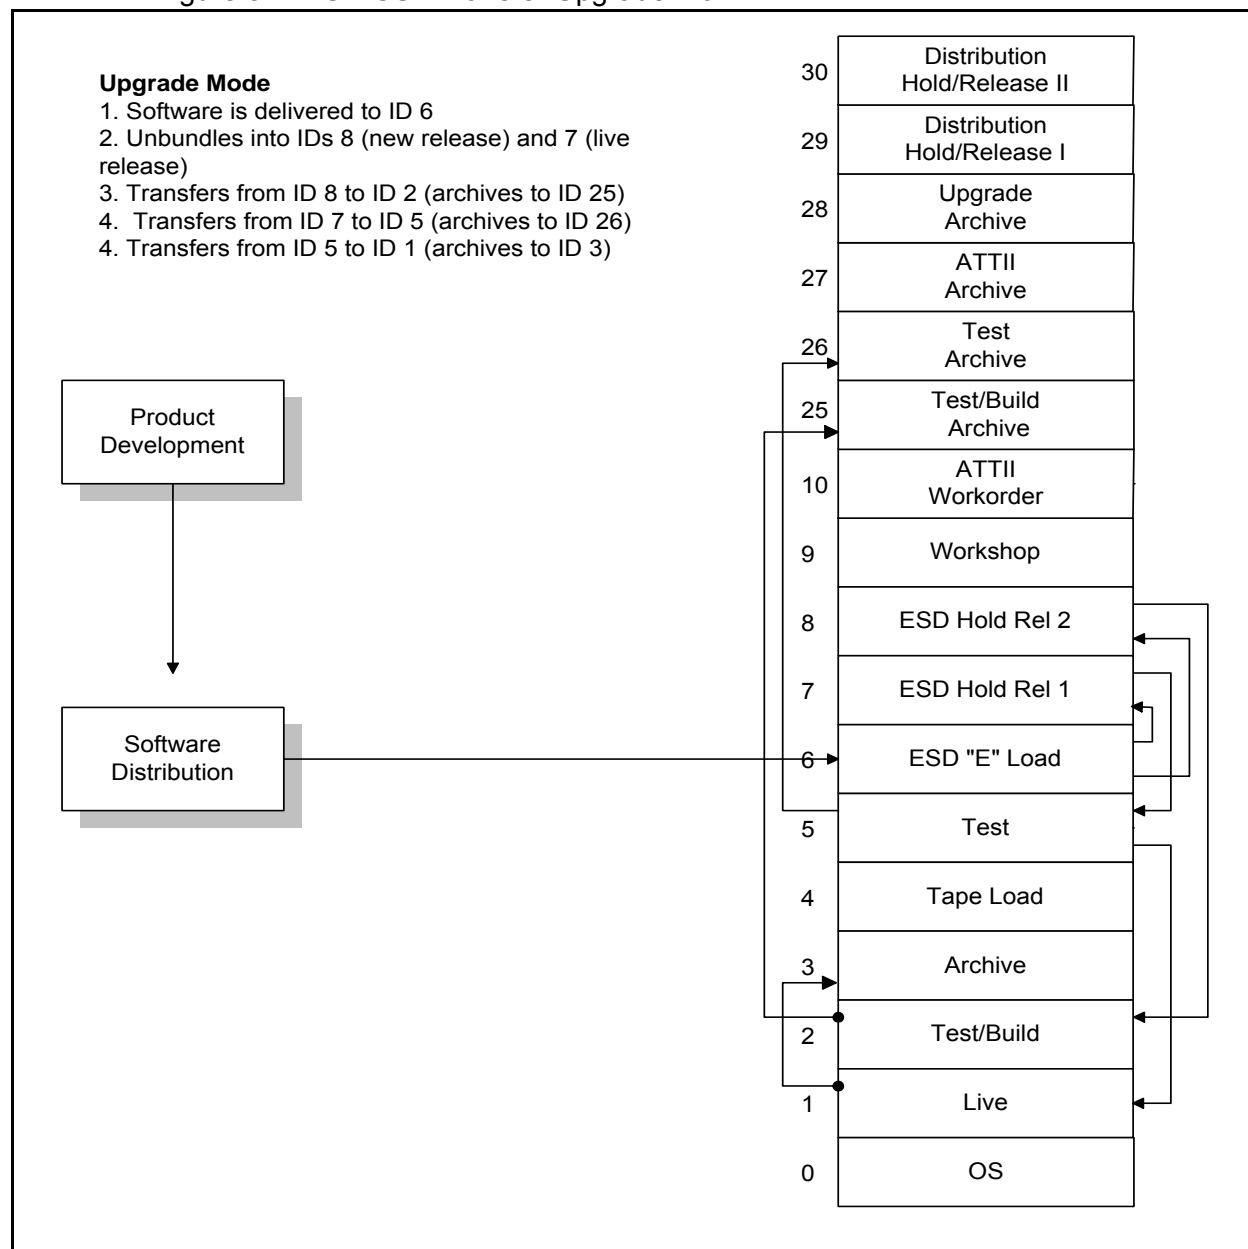 Upgrade Mode
1. Software is delivered to ID 6
2. Unbundles into IDs 8 (new release) and 7 (live
release)
3. Transfers from ID 8 to ID 2 (archives to ID 25)
4. Transfers from ID 7 to ID 5 (archives to ID 26)
4. Transfers from ID 5 to ID 1 (archives to ID 3)
Product
Development
Software
Distribution
30
Distribution
Hold/Release II
29
Distribution
Hold/Release I
28
Upgrade
Archive
27
ATTII
Archive
26
Test
Archive
25
Test/Build
Archive
10
ATTII
Workorder
9
Workshop
8
ESD Hold Rel 2
7
ESD Hold Rel 1
6
ESD "E" Load
5
Test
4
Tape Load
3
Archive
2
Test/Build
1
Live
0
OS